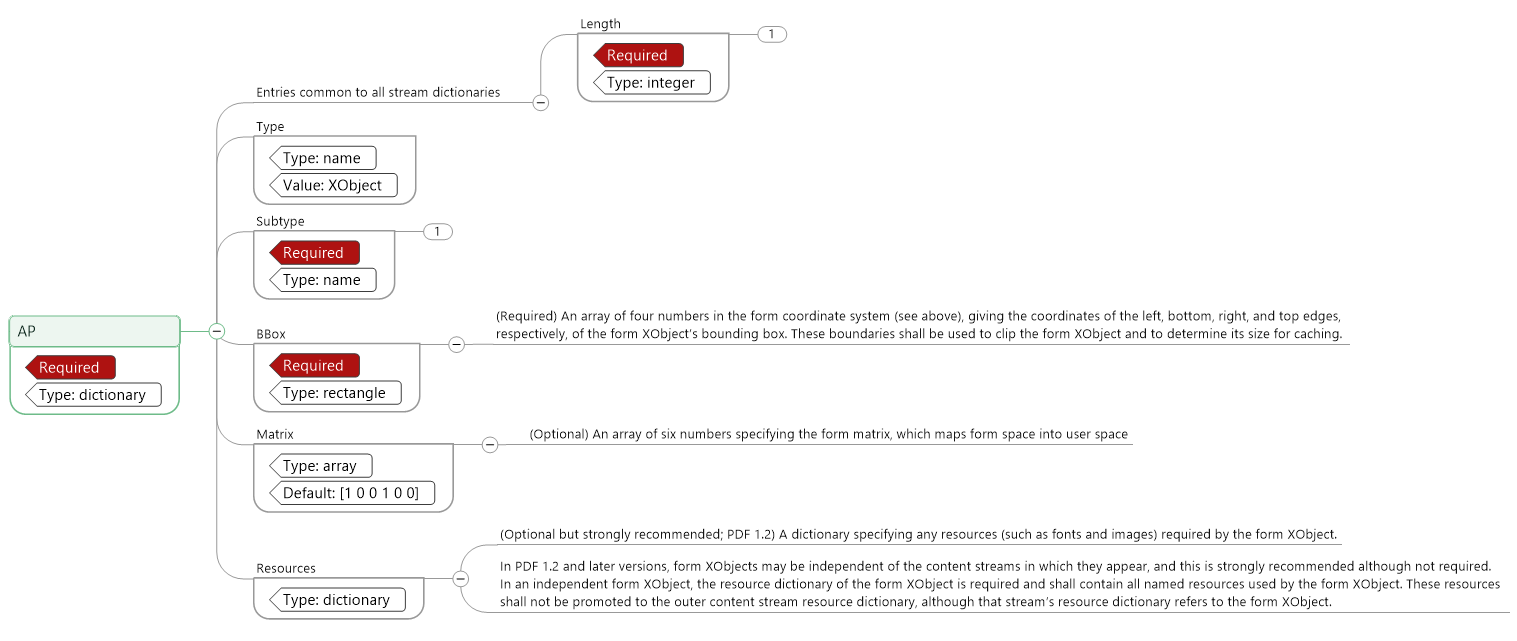 Length
1
Required
Type: integer
Entries common to all stream dictionaries
Type
Type: name
Value: XObject
Subtype
1
Required
Type: name
AP
Required
Type: dictionary
BBox
Required
Type: rectangle
(Required) An array of four numbers in the form coordinate system (see above), giving the coordinates of the left, bottom, right, and top edges,
respectively, of the form XObject's bounding box. These boundaries shall be used to clip the form XObject and to determine its size for caching.
Matrix
Type: array
Default: [1 0 0 1 0 0]
(Optional) An array of six numbers specifying the form matrix, which maps form space into user space
Resources
Type: dictionary
(Optional but strongly recommended; PDF 1.2) A dictionary specifying any resources (such as fonts and images) required by the form XObject.
In PDF 1.2 and later versions, form XObjects may be independent of the content streams in which they appear, and this is strongly recommended although not required.
In an independent form XObject, the resource dictionary of the form XObject is required and shall contain all named resources used by the form XObject. These resources
shall not be promoted to the outer content stream resource dictionary, although that stream's resource dictionary refers to the form XObject.